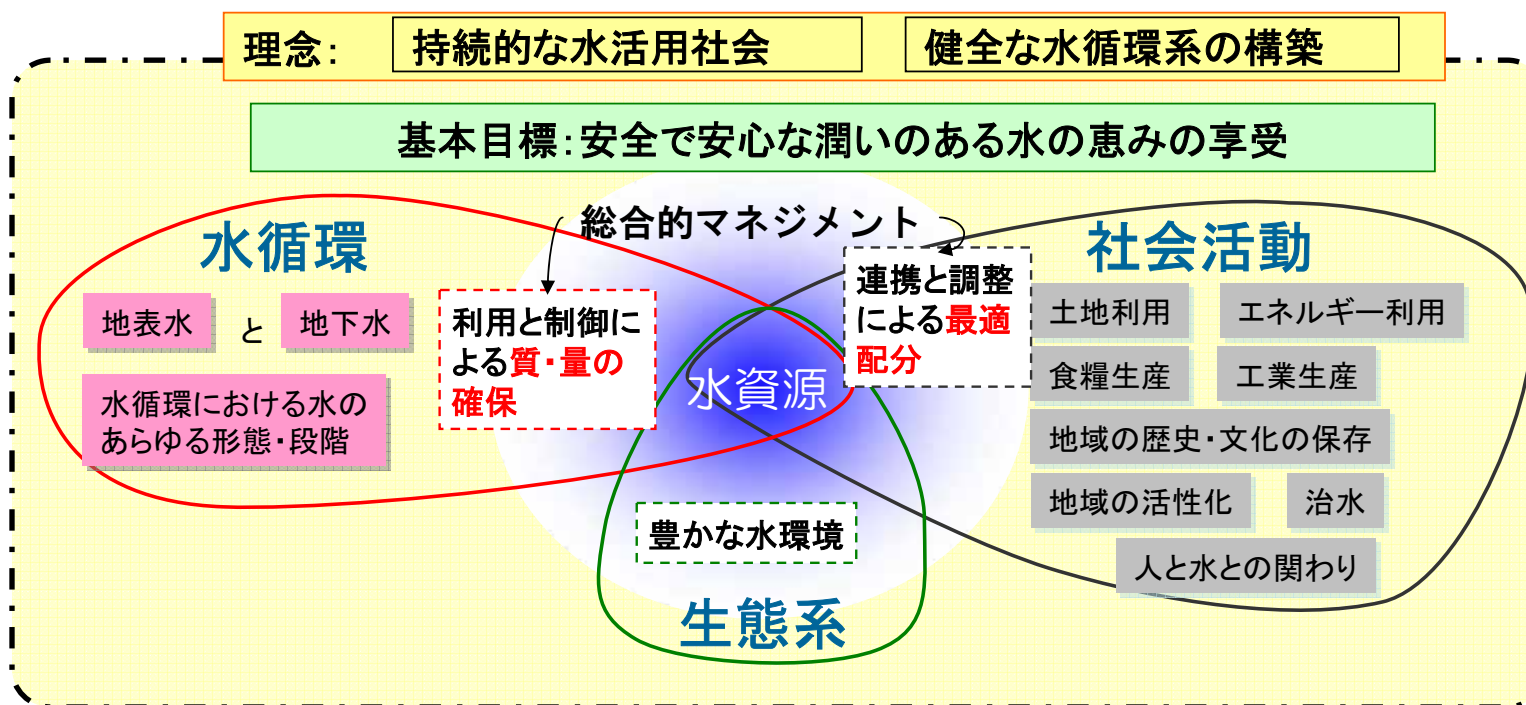 理念：　持続的な水活用社会　健全な水循環系の構築
基本目標：安全で安心な潤いのある水の恵みの享受
総合的マネジメント
水循環
地表水　と　地下水
水循環における水の
あらゆる形態・段階
利用と制御に
よる質・量の
確保
水資源
連携と調整
による最適
配分
社会活動
土地利用　エネルギー利用
食糧生産　工業生産
地域の歴史・文化の保存
地域の活性化　治水
人と水との関わり
豊かな水環境
生態系